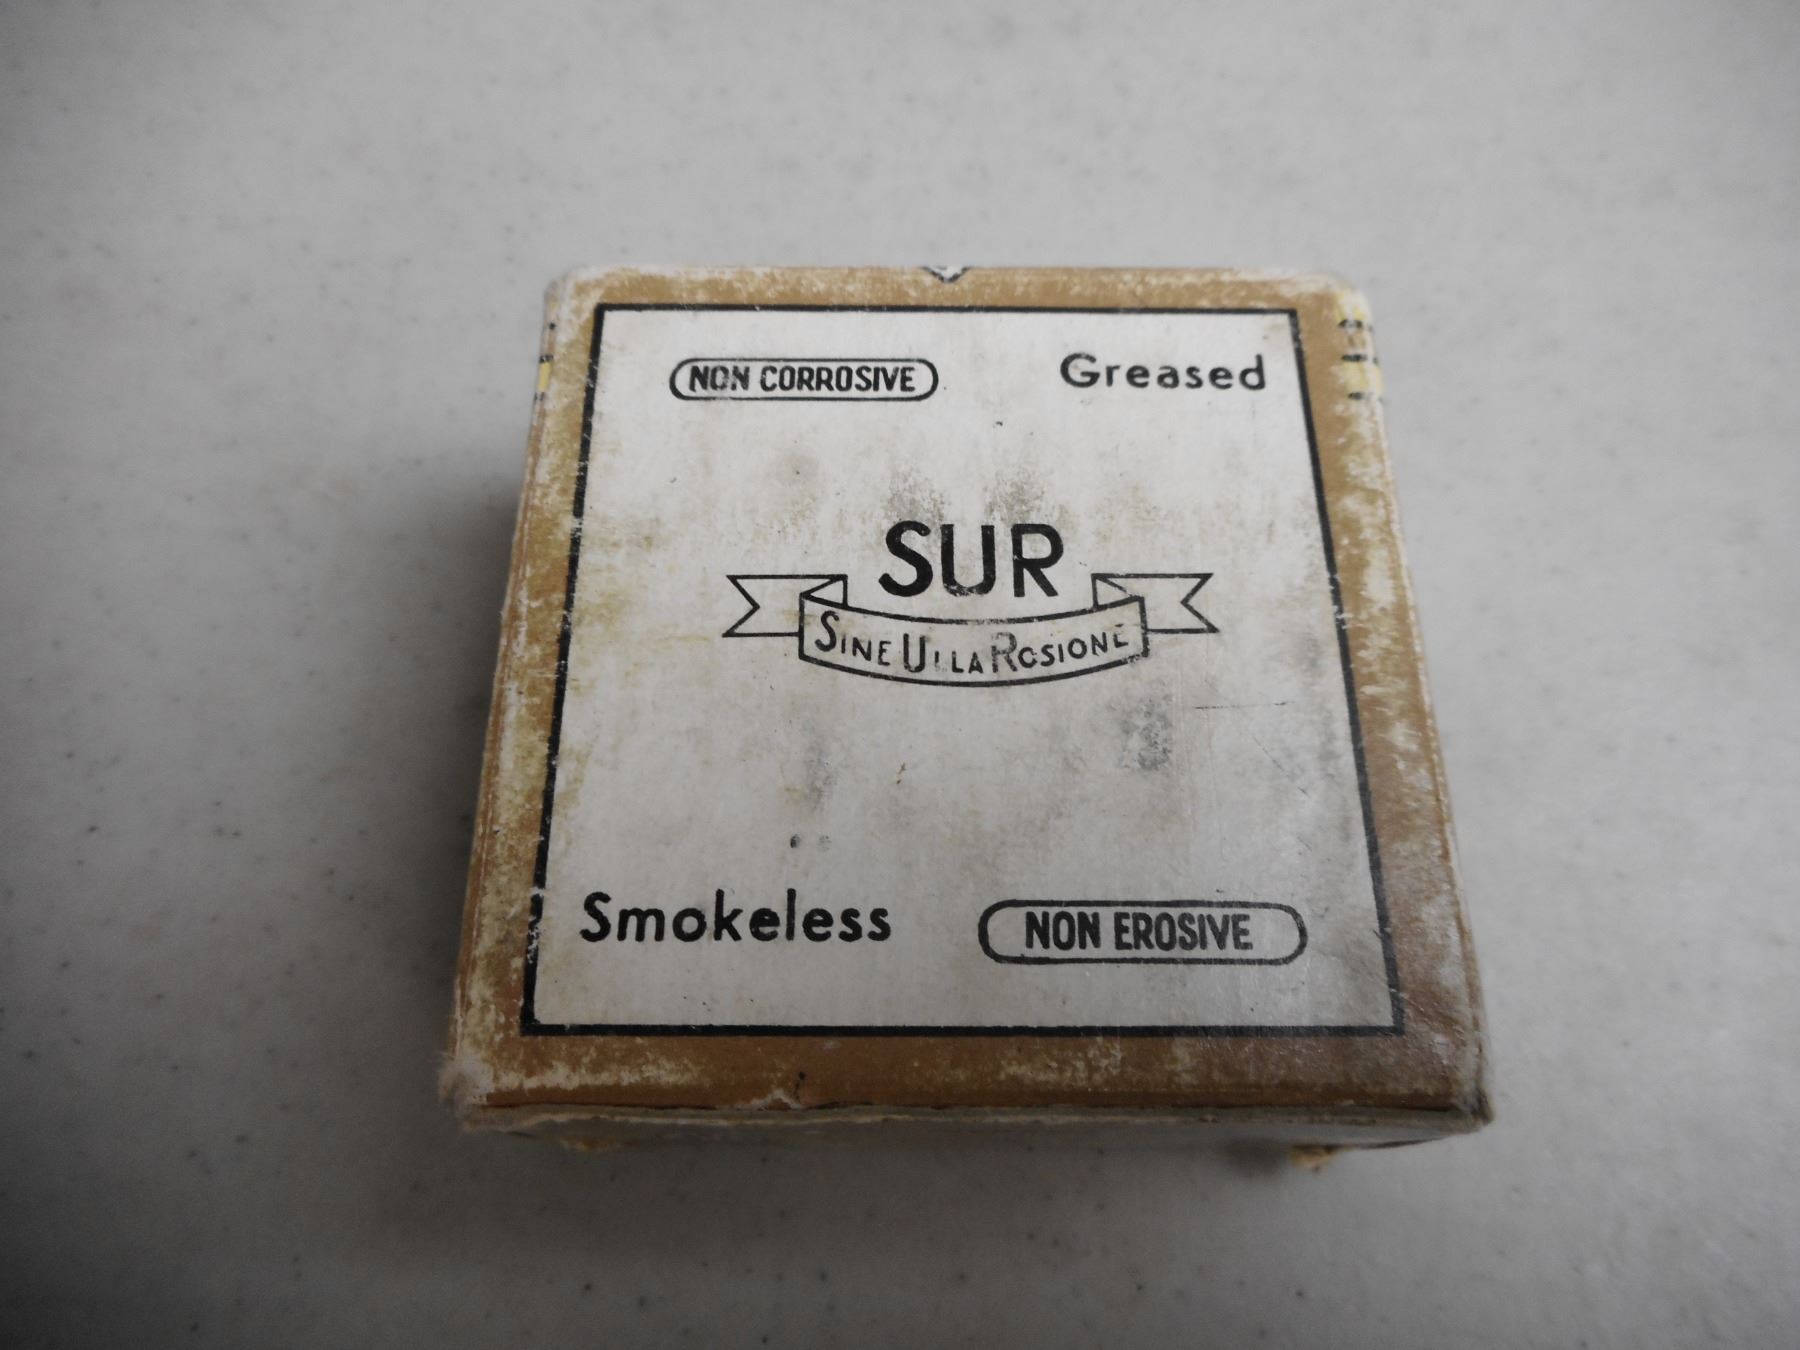 NON CORROSIVE Greased
SUR
SINE ULLA ROSIONE
Smokeless NON EROSIVE